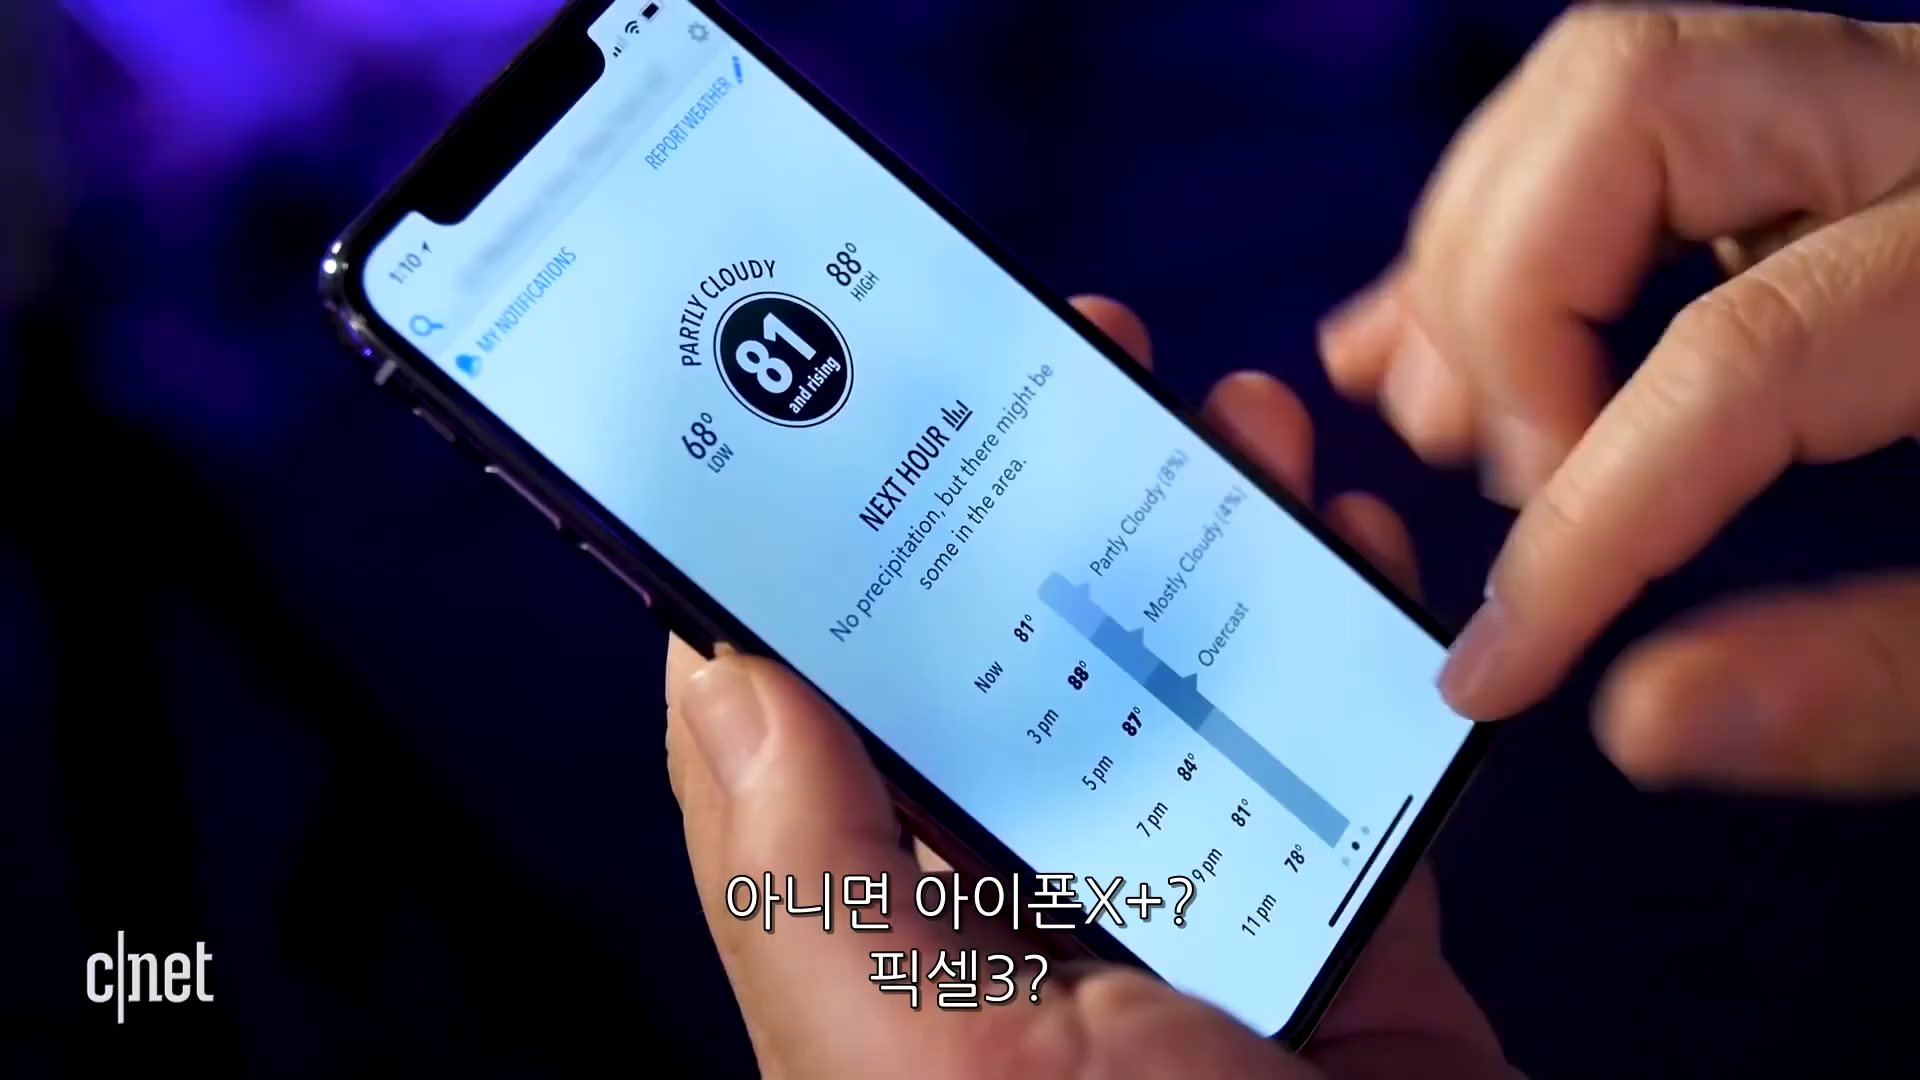 1:10
REPORT WEATHER
MY NOTIFICATIONS
PARTLY CLOUDY
81
and rising
88°
HIGH
68°
LOW
NEXT HOUR
No precipitation, but there might be
some in the area.
Now 81° Partly Cloudy (8%)
3 pm 88° Mostly Cloudy (4%)
5 pm 87° Overcast
7 pm 84°
9 pm 81°
11 pm 78°
아니면 아이폰X+?
픽셀3?
c|net